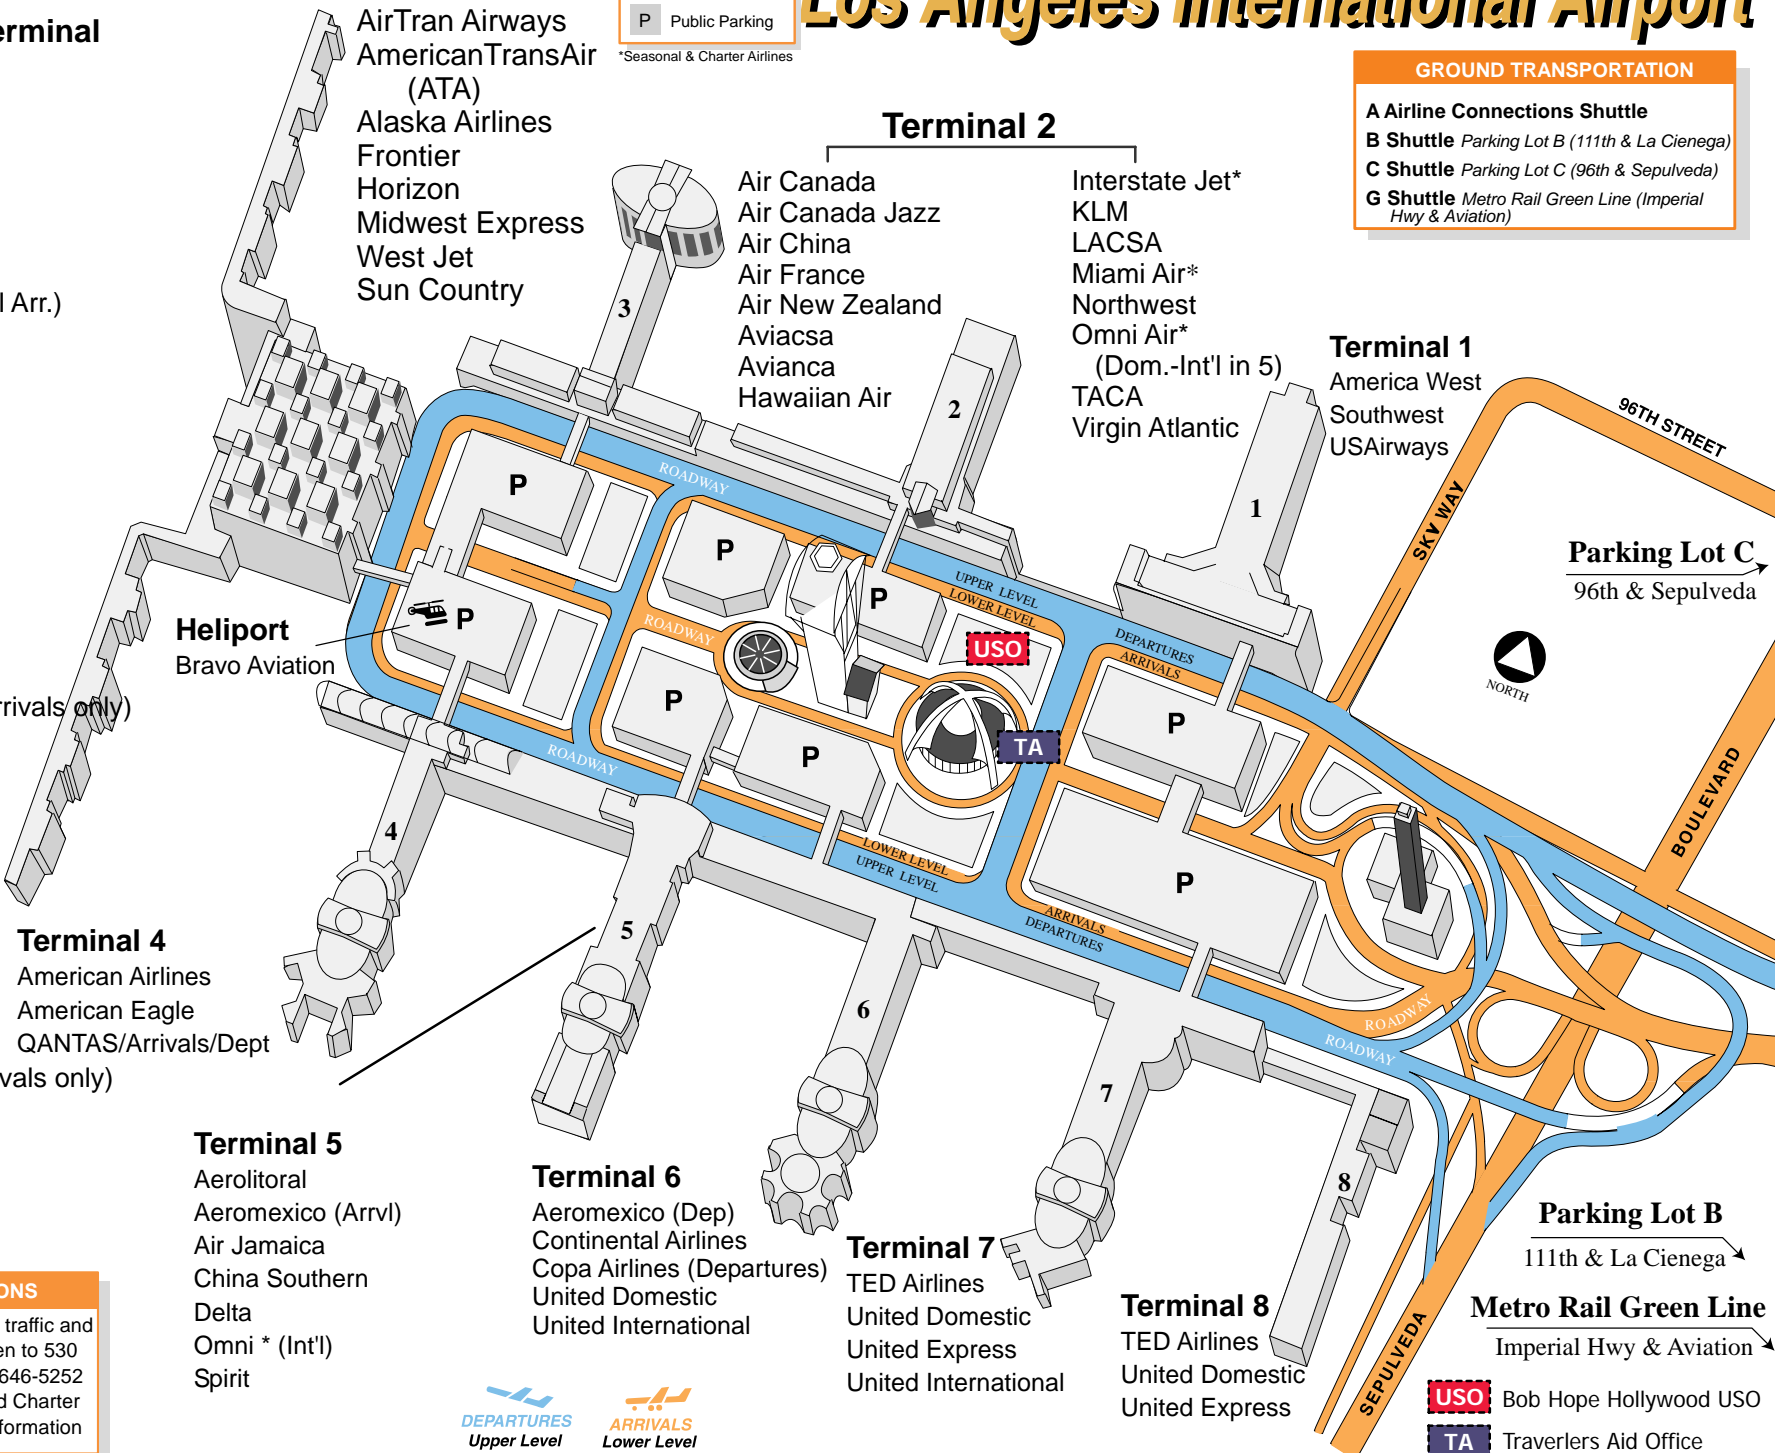 Los Angeles International Airport
P Public Parking
*Seasonal & Charter Airlines
GROUND TRANSPORTATION
A Airline Connections Shuttle
B Shuttle Parking Lot B (111th & La Cienega)
C Shuttle Parking Lot C (96th & Sepulveda)
G Shuttle Metro Rail Green Line (Imperial
Hwy & Aviation)
AirTran Airways
AmericanTransAir
(ATA)
Alaska Airlines
Frontier
Horizon
Midwest Express
West Jet
Sun Country
l Arr.)
Terminal 2
Air Canada
Air Canada Jazz
Air China
Air France
Air New Zealand
Aviacsa
Avianca
Hawaiian Air
Interstate Jet*
KLM
LACSA
Miami Air*
Northwest
Omni Air*
(Dom.-Int'l in 5)
TACA
Virgin Atlantic
Terminal 1
America West
Southwest
USAirways
3
2
1
96TH STREET
SKY WAY
Parking Lot C
96th & Sepulveda
NORTH
BOULEVARD
ROADWAY
P
P
P
P
P
P
P
P
UPPER LEVEL
LOWER LEVEL
DEPARTURES
ARRIVALS
USO
TA
ROADWAY
Heliport
Bravo Aviation
rrivals only)
ROADWAY
LOWER LEVEL
UPPER LEVEL
ARRIVALS
DEPARTURES
ROADWAY
ROADWAY
4
5
6
7
8
Terminal 4
American Airlines
American Eagle
QANTAS/Arrivals/Dept
vals only)
Terminal 5
Aerolitoral
Aeromexico (Arrvl)
Air Jamaica
China Southern
Delta
Omni * (Int'l)
Spirit
Terminal 6
Aeromexico (Dep)
Continental Airlines
Copa Airlines (Departures)
United Domestic
United International
Terminal 7
TED Airlines
United Domestic
United Express
United International
Terminal 8
TED Airlines
United Domestic
United Express
Parking Lot B
111th & La Cienega
Metro Rail Green Line
Imperial Hwy & Aviation
SEPULVEDA
USO Bob Hope Hollywood USO
TA Traverlers Aid Office
DEPARTURES
Upper Level
ARRIVALS
Lower Level
ONS
traffic and
en to 530
646-5252
d Charter
formation